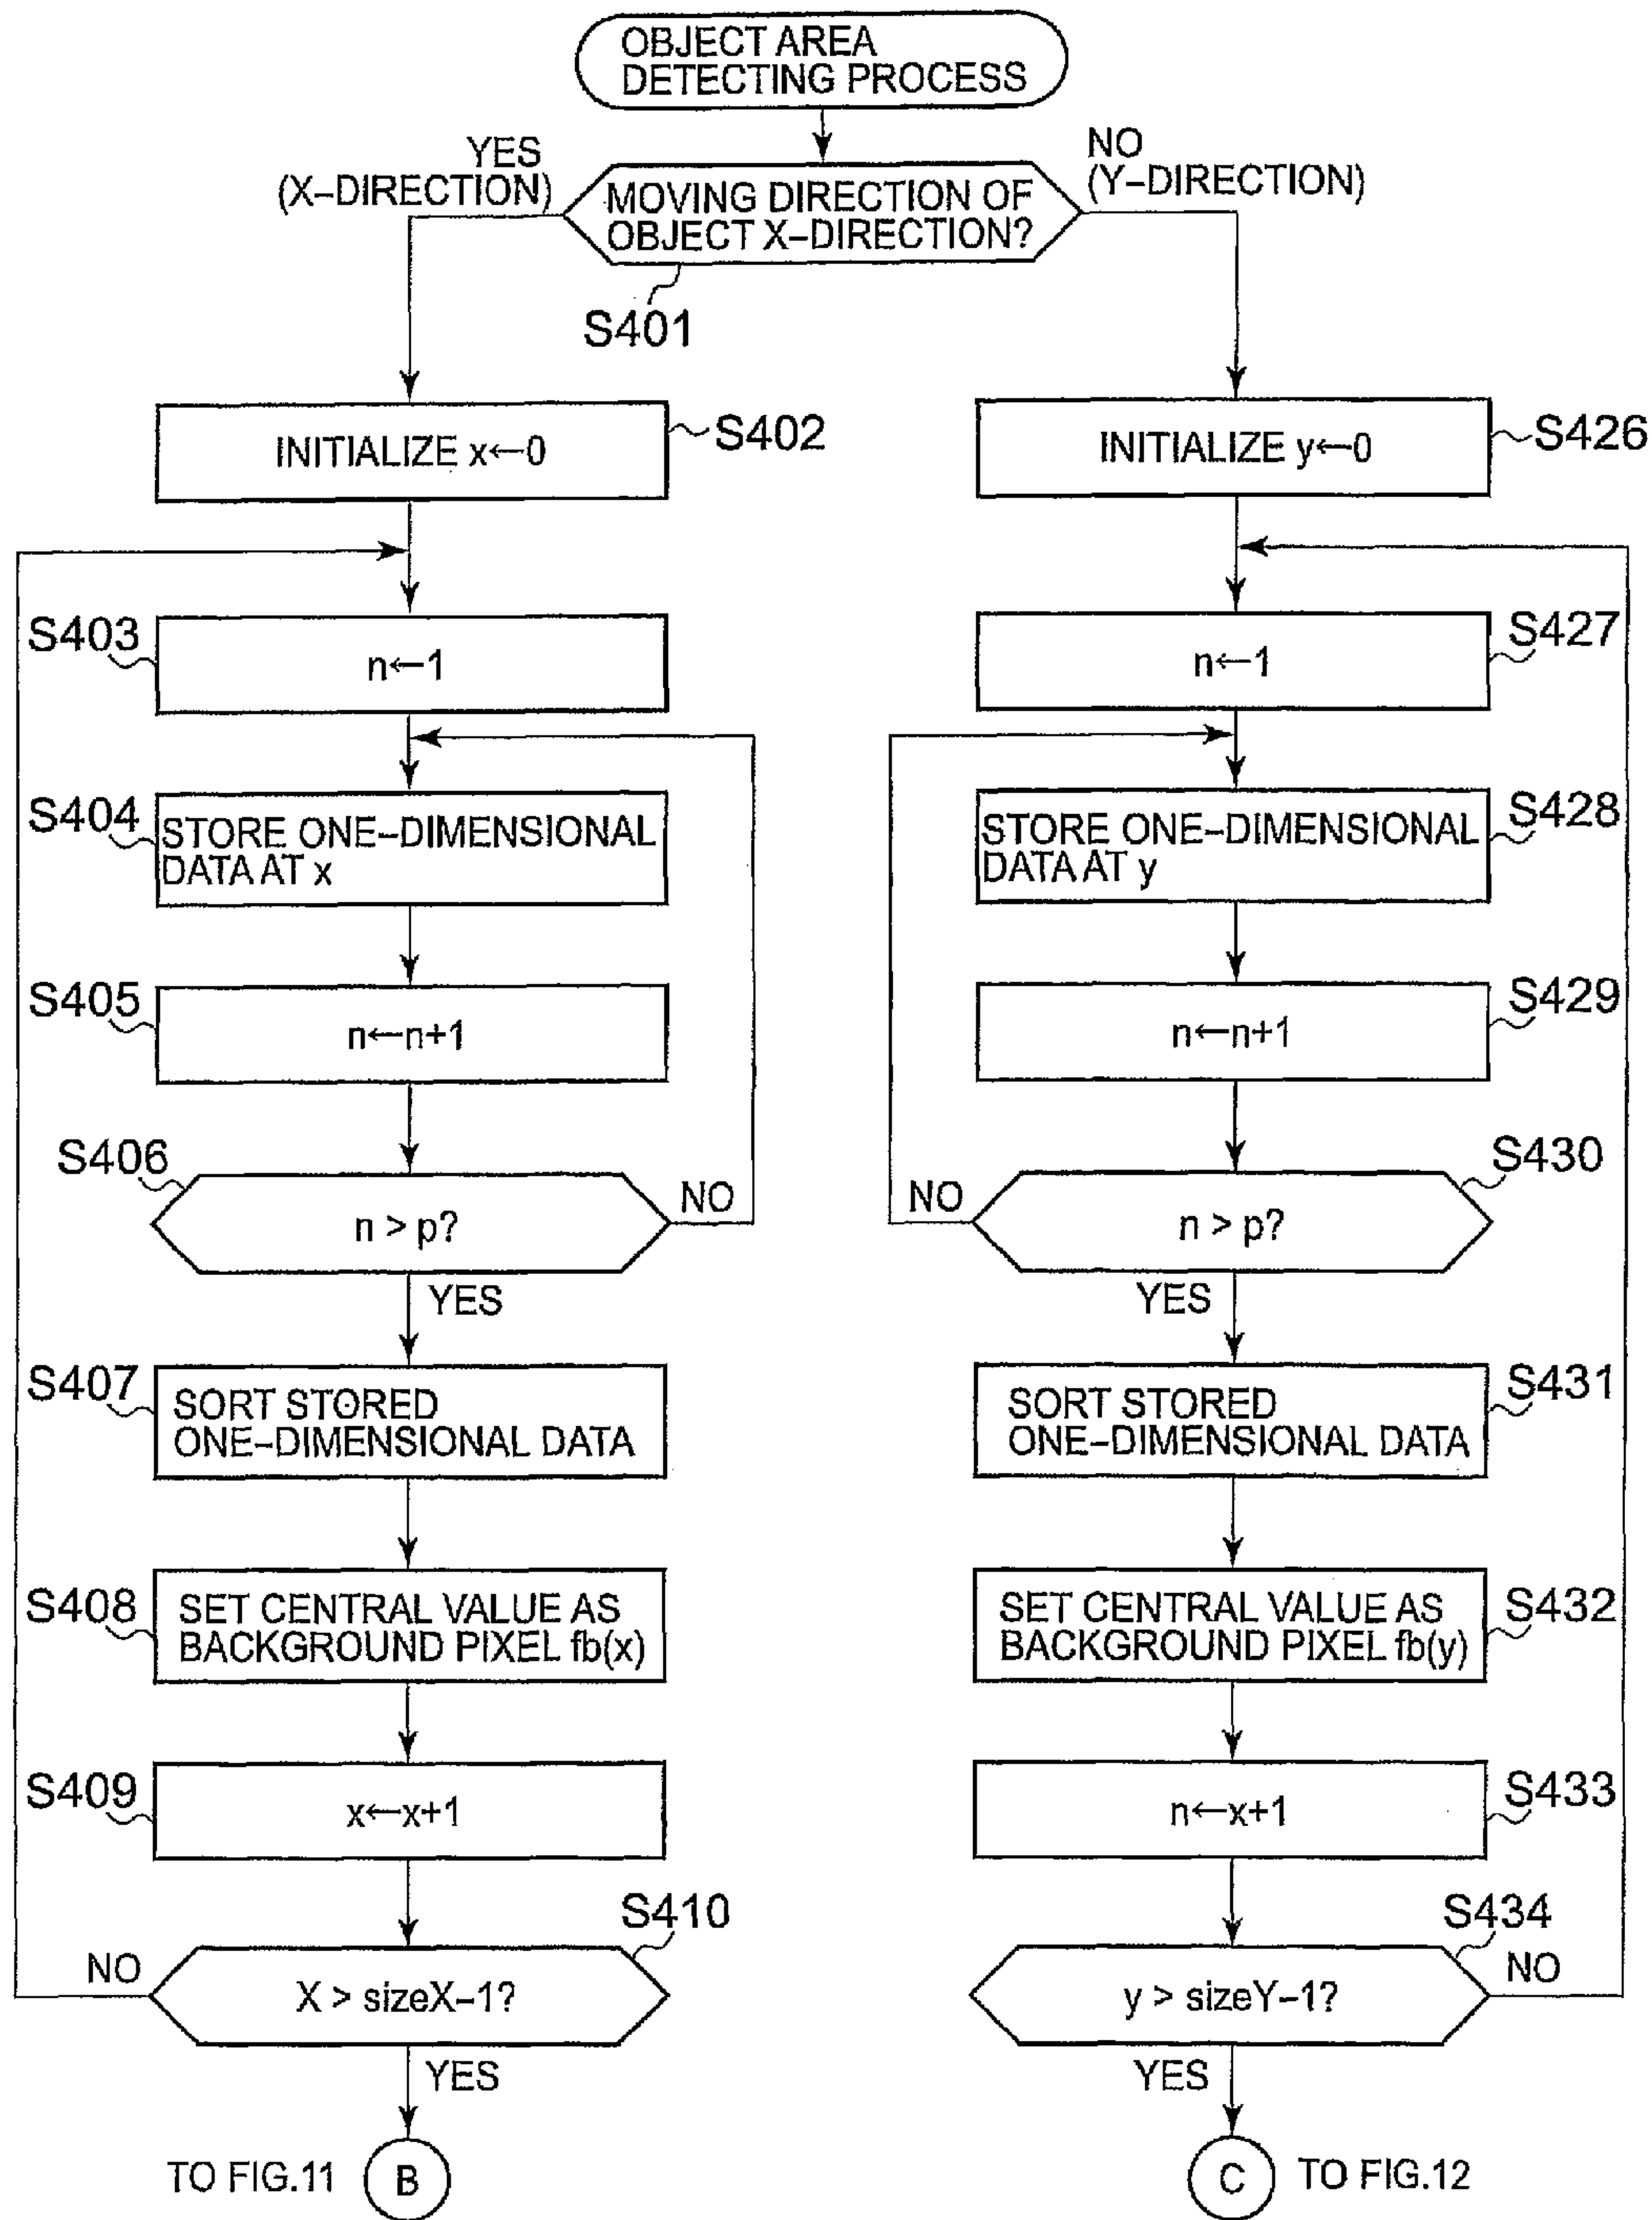 OBJECT AREA
DETECTING PROCESS
YES
(X-DIRECTION)
NO
(Y-DIRECTION)
MOVING DIRECTION OF
OBJECT X-DIRECTION?
S401
INITIALIZE x←0
S402
INITIALIZE y←0
S426
S403
n←1
n←1
S427
S404
STORE ONE-DIMENSIONAL
DATA AT x
STORE ONE-DIMENSIONAL
DATA AT y
S428
S405
n←n+1
n←n+1
S429
S406
n > p?
NO
NO
n > p?
S430
YES
YES
S407
SORT STORED
ONE-DIMENSIONAL DATA
SORT STORED
ONE-DIMENSIONAL DATA
S431
S408
SET CENTRAL VALUE AS
BACKGROUND PIXEL fb(x)
SET CENTRAL VALUE AS
BACKGROUND PIXEL fb(y)
S432
S409
x←x+1
n←x+1
S433
S410
NO
X > sizeX-1?
S434
y > sizeY-1?
NO
YES
YES
TO FIG.11
B
C
TO FIG.12